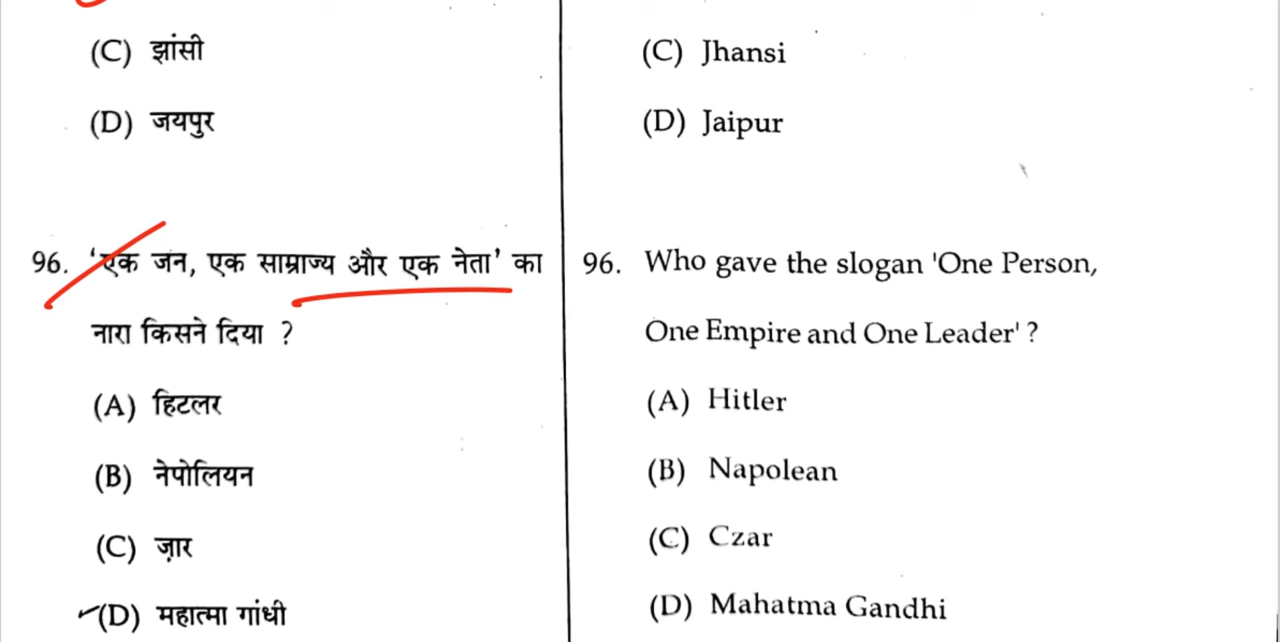 (C) झांसी
(D) जयपुर
96. 'एक जन, एक साम्राज्य और एक नेता' का
नारा किसने दिया ?
(A) हिटलर
(B) नेपोलियन
(C) ज़ार
(D) महात्मा गांधी
(C) Jhansi
(D) Jaipur
96. Who gave the slogan 'One Person,
One Empire and One Leader' ?
(A) Hitler
(B) Napolean
(C) Czar
(D) Mahatma Gandhi